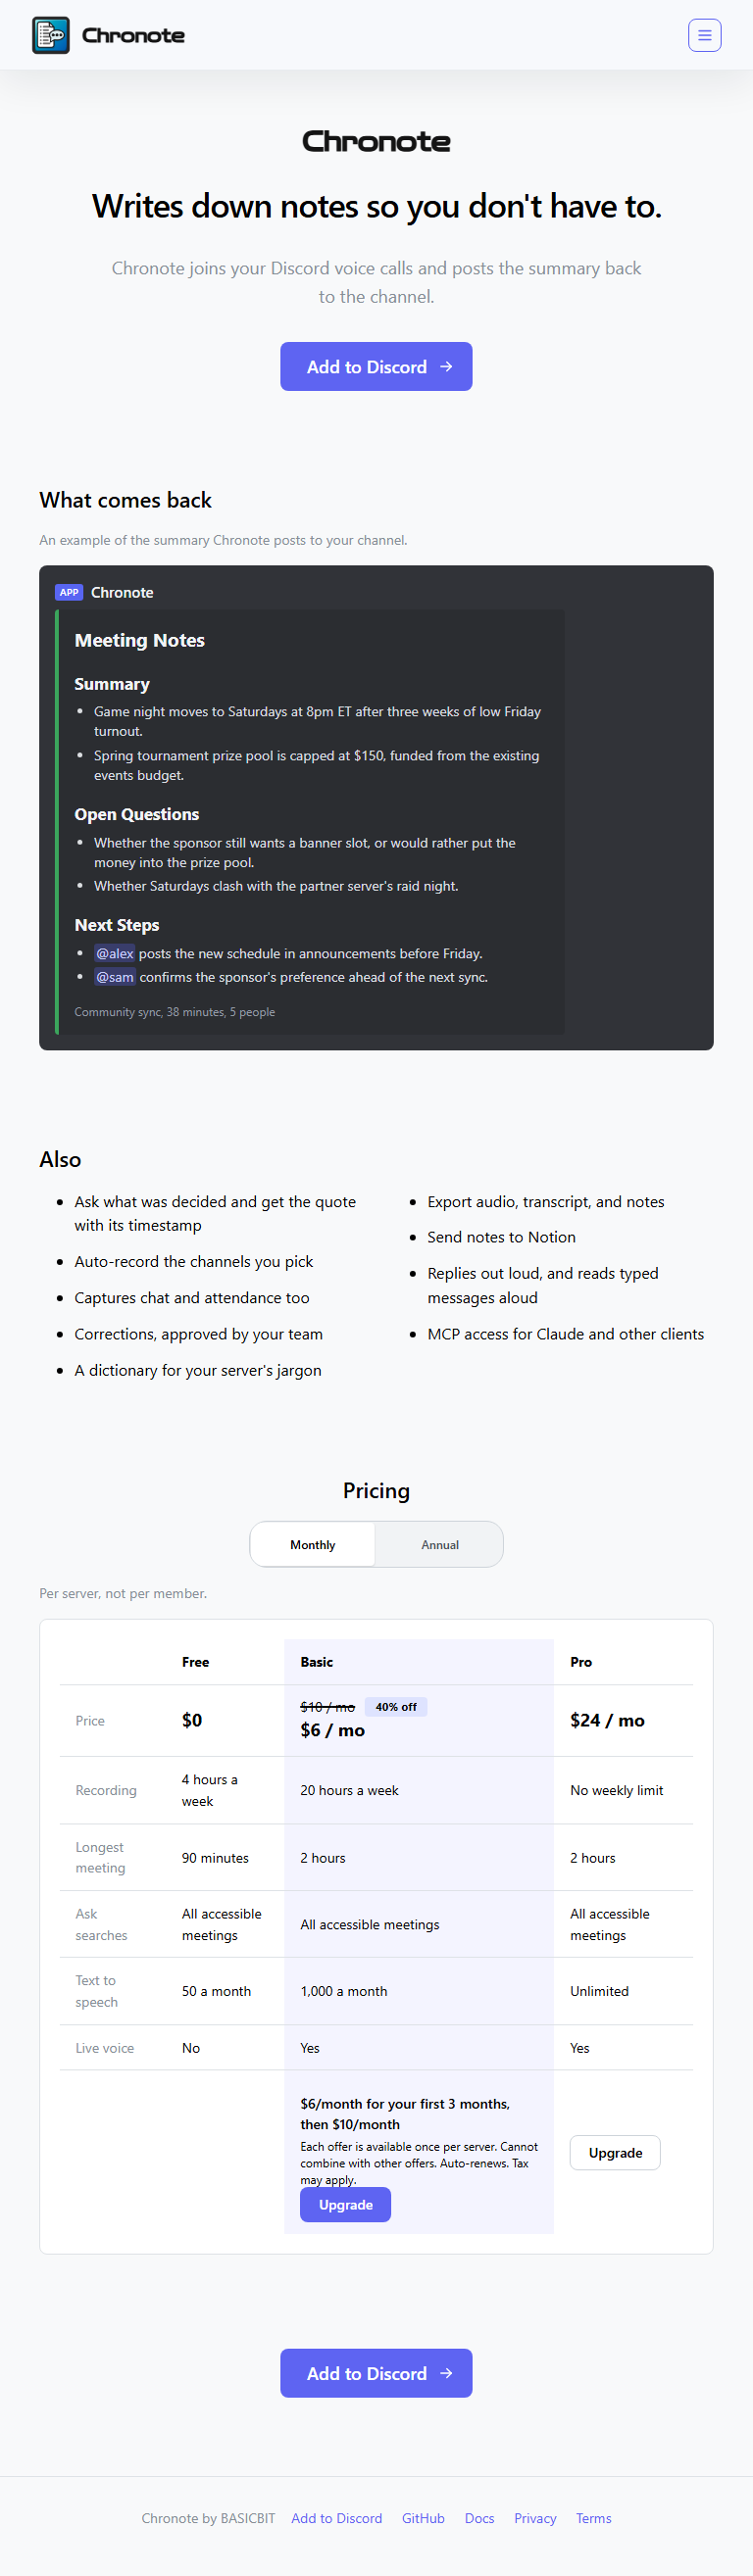 Chronote
Chronote
Writes down notes so you don't have to.
Chronote joins your Discord voice calls and posts the summary back
to the channel.
Add to Discord →
What comes back
An example of the summary Chronote posts to your channel.
APP Chronote
Meeting Notes
Summary
• Game night moves to Saturdays at 8pm ET after three weeks of low Friday
turnout.
• Spring tournament prize pool is capped at $150, funded from the existing
events budget.
Open Questions
• Whether the sponsor still wants a banner slot, or would rather put the
money into the prize pool.
• Whether Saturdays clash with the partner server's raid night.
Next Steps
• @alex posts the new schedule in announcements before Friday.
• @sam confirms the sponsor's preference ahead of the next sync.
Community sync, 38 minutes, 5 people
Also
• Ask what was decided and get the quote
with its timestamp
• Auto-record the channels you pick
• Captures chat and attendance too
• Corrections, approved by your team
• A dictionary for your server's jargon
• Export audio, transcript, and notes
• Send notes to Notion
• Replies out loud, and reads typed
messages aloud
• MCP access for Claude and other clients
Pricing
Monthly Annual
Per server, not per member.
Free Basic Pro
Price $0 $10 / mo 40% off $6 / mo $24 / mo
Recording 4 hours a week 20 hours a week No weekly limit
Longest meeting 90 minutes 2 hours 2 hours
Ask searches All accessible meetings All accessible meetings All accessible meetings
Text to speech 50 a month 1,000 a month Unlimited
Live voice No Yes Yes
$6/month for your first 3 months,
then $10/month
Each offer is available once per server. Cannot
combine with other offers. Auto-renews. Tax
may apply.
Upgrade
Upgrade
Add to Discord →
Chronote by BASICBIT Add to Discord GitHub Docs Privacy Terms